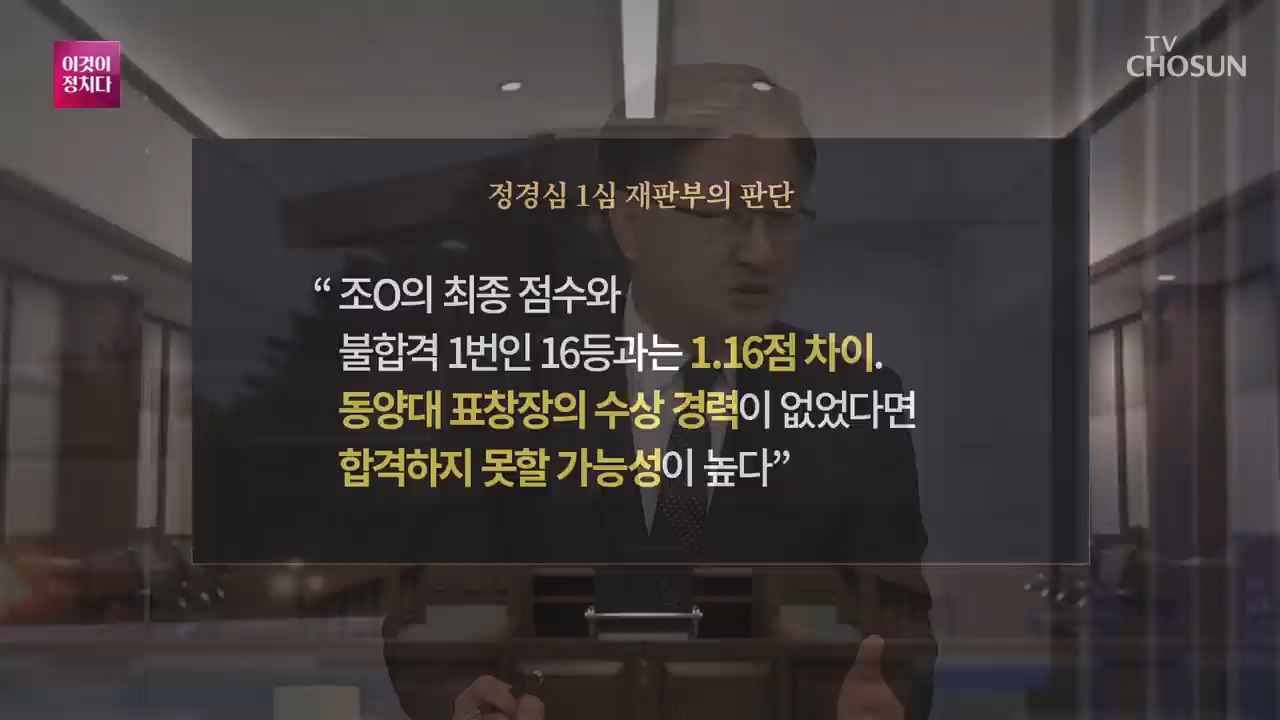 이것이
정치다
TV
CHOSUN
정경심 1심 재판부의 판단
“ 조O의 최종 점수와
불합격 1번인 16등과는 1.16점 차이.
동양대 표창장의 수상 경력이 없었다면
합격하지 못할 가능성이 높다”